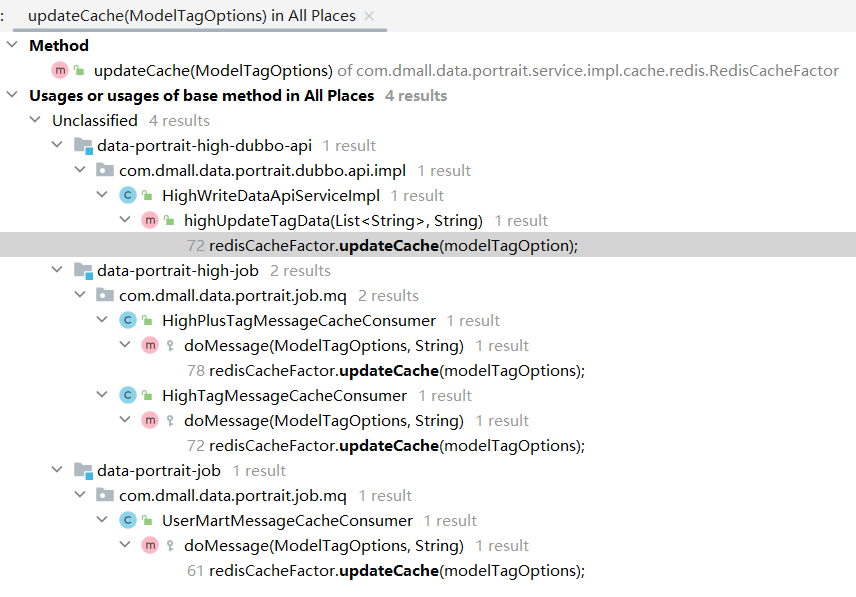 : updateCache(ModelTagOptions) in All Places
Method
m updateCache(ModelTagOptions) of com.dmall.data.portrait.service.impl.cache.redis.RedisCacheFactor
Usages or usages of base method in All Places 4 results
Unclassified 4 results
data-portrait-high-dubbo-api 1 result
com.dmall.data.portrait.dubbo.api.impl 1 result
C HighWriteDataApiServiceImpl 1 result
m highUpdateTagData(List<String>, String) 1 result
72 redisCacheFactor.updateCache(modelTagOption);
data-portrait-high-job 2 results
com.dmall.data.portrait.job.mq 2 results
C HighPlusTagMessageCacheConsumer 1 result
m doMessage(ModelTagOptions, String) 1 result
78 redisCacheFactor.updateCache(modelTagOptions);
C HighTagMessageCacheConsumer 1 result
m doMessage(ModelTagOptions, String) 1 result
72 redisCacheFactor.updateCache(modelTagOptions);
data-portrait-job 1 result
com.dmall.data.portrait.job.mq 1 result
C UserMartMessageCacheConsumer 1 result
m doMessage(ModelTagOptions, String) 1 result
61 redisCacheFactor.updateCache(modelTagOptions);